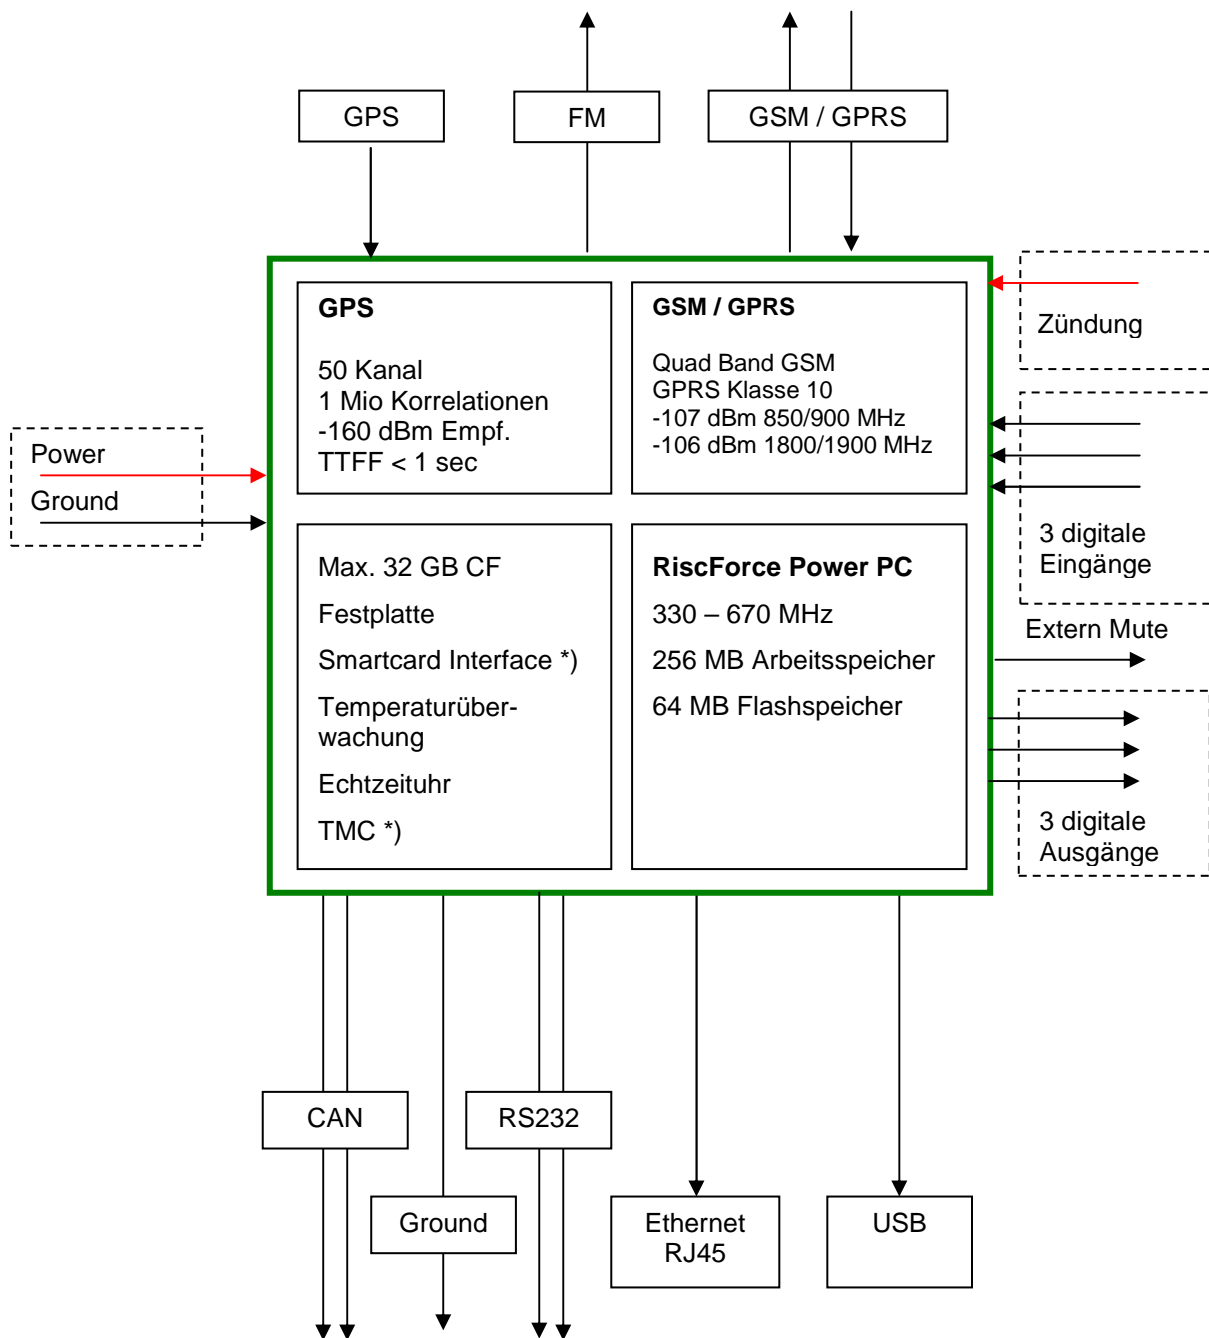 GPS
FM
GSM / GPRS
GPS
50 Kanal
1 Mio Korrelationen
-160 dBm Empf.
TTFF < 1 sec
GSM / GPRS
Quad Band GSM
GPRS Klasse 10
-107 dBm 850/900 MHz
-106 dBm 1800/1900 MHz
Zündung
Power
Ground
3 digitale
Eingänge
Max. 32 GB CF
Festplatte
Smartcard Interface *)
Temperaturüber-
wachung
Echtzeituhr
TMC *)
RiscForce Power PC
330 – 670 MHz
256 MB Arbeitsspeicher
64 MB Flashspeicher
Extern Mute
3 digitale
Ausgänge
CAN
RS232
Ground
Ethernet
RJ45
USB